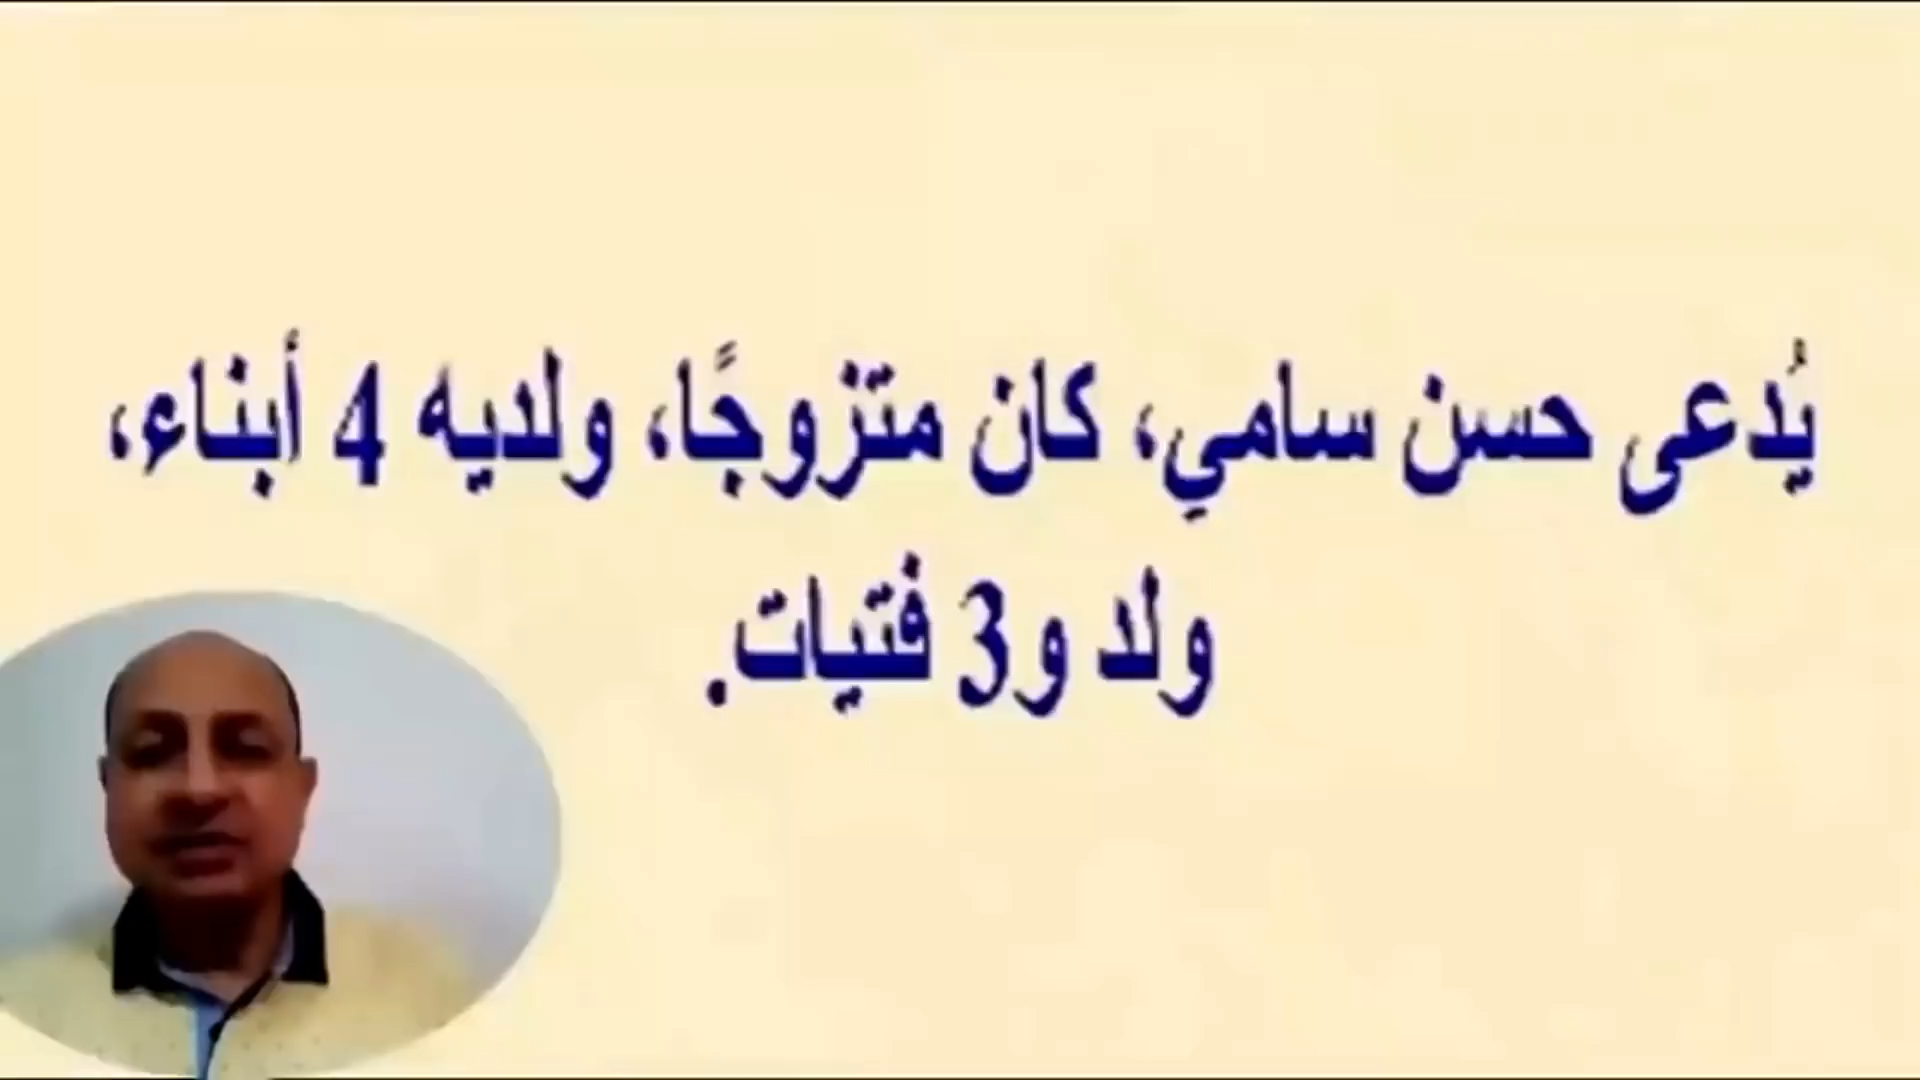 يُدعى حسن سامي، كان متزوجًا، ولديه 4 أبناء،
ولد و3 فتيات.